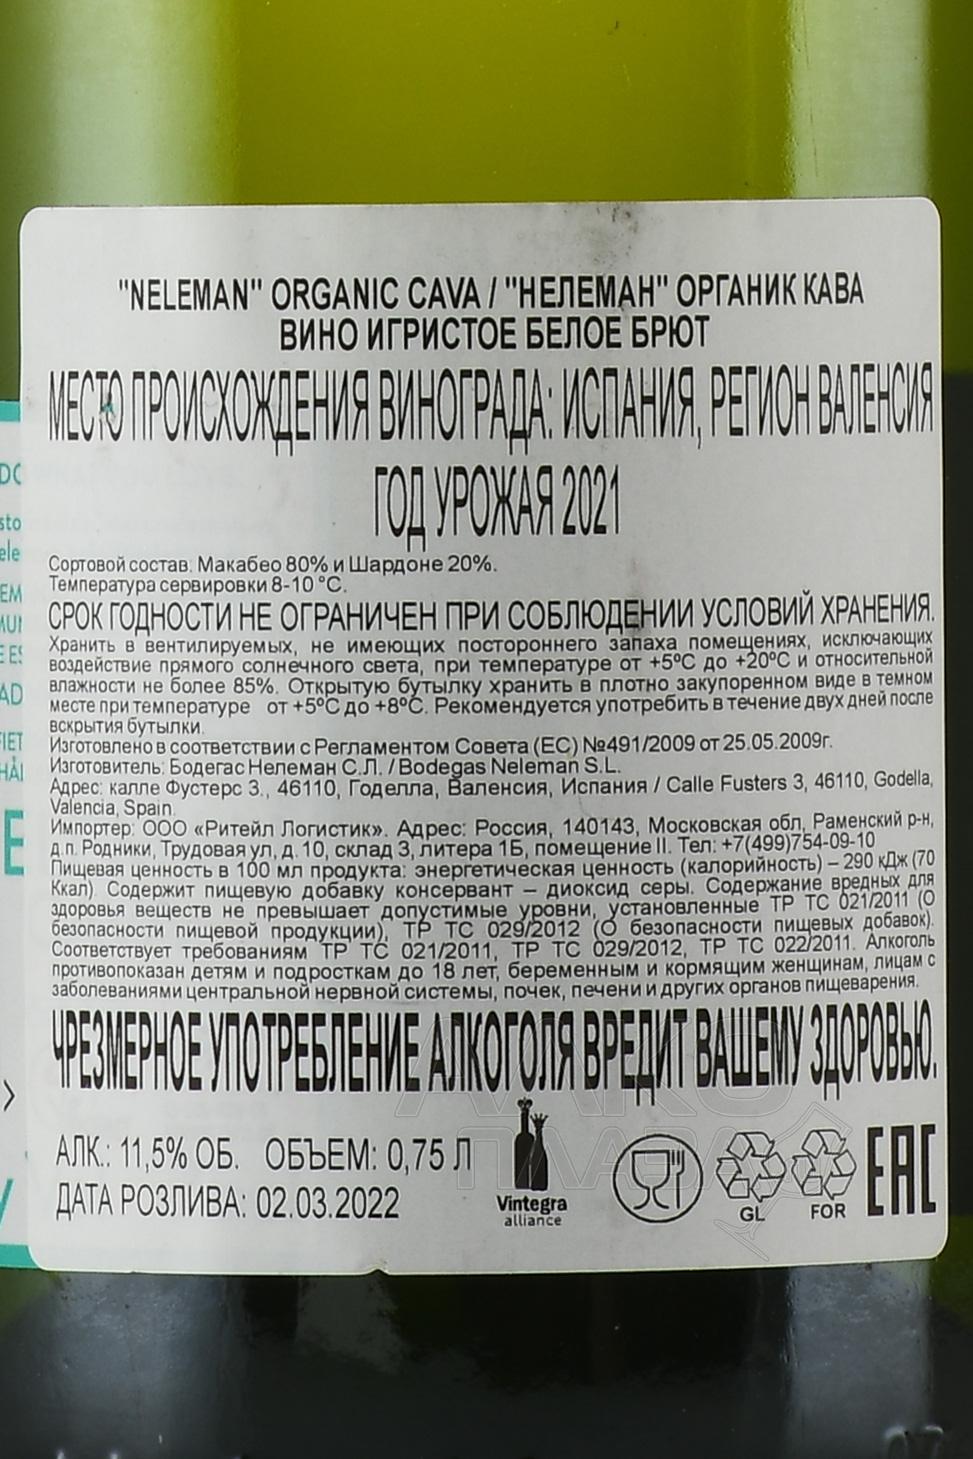 "NELEMAN" ORGANIC CAVA / "НЕЛЕМАН" ОРГАНИК КАВА
ВИНО ИГРИСТОЕ БЕЛОЕ БРЮТ
МЕСТО ПРОИСХОЖДЕНИЯ ВИНОГРАДА: ИСПАНИЯ, РЕГИОН ВАЛЕНСИЯ
ГОД УРОЖАЯ 2021
Сортовой состав: Макабео 80% и Шардоне 20%.
Температура сервировки 8-10 °С.
СРОК ГОДНОСТИ НЕ ОГРАНИЧЕН ПРИ СОБЛЮДЕНИИ УСЛОВИЙ ХРАНЕНИЯ.
Хранить в вентилируемых, не имеющих постороннего запаха помещениях, исключающих
воздействие прямого солнечного света, при температуре от +5ºС до +20ºС и относительной
влажности не более 85%. Открытую бутылку хранить в плотно закупоренном виде в темном
месте при температуре от +5ºС до +8ºС. Рекомендуется употребить в течение двух дней после
вскрытия бутылки.
Изготовлено в соответствии с Регламентом Совета (ЕС) №491/2009 от 25.05.2009г.
Изготовитель: Бодегас Нелеман С.Л. / Bodegas Neleman S.L.
Адрес: калле Фустерс 3., 46110, Годелла, Валенсия, Испания / Calle Fusters 3, 46110, Godella,
Valencia, Spain.
Импортер: ООО «Ритейл Логистик». Адрес: Россия, 140143, Московская обл, Раменский р-н,
д.п. Родники, Трудовая ул, д. 10, склад 3, литера 1Б, помещение II. Тел: +7(499)754-09-10
Пищевая ценность в 100 мл продукта: энергетическая ценность (калорийность) – 290 кДж (70
Ккал). Содержит пищевую добавку консервант – диоксид серы. Содержание вредных для
здоровья веществ не превышает допустимые уровни, установленные ТР ТС 021/2011 (О
безопасности пищевой продукции), ТР ТС 029/2012 (О безопасности пищевых добавок).
Соответствует требованиям ТР ТС 021/2011, ТР ТС 029/2012, ТР ТС 022/2011. Алкоголь
противопоказан детям и подросткам до 18 лет, беременным и кормящим женщинам, лицам с
заболеваниями центральной нервной системы, почек, печени и других органов пищеварения.
ЧРЕЗМЕРНОЕ УПОТРЕБЛЕНИЕ АЛКОГОЛЯ ВРЕДИТ ВАШЕМУ ЗДОРОВЬЮ.
АЛК.: 11,5% ОБ. ОБЪЕМ: 0,75 Л
ДАТА РОЗЛИВА: 02.03.2022
Vintegra
alliance
GL
FOR
EAC
АЛКО
ПЛАЗА